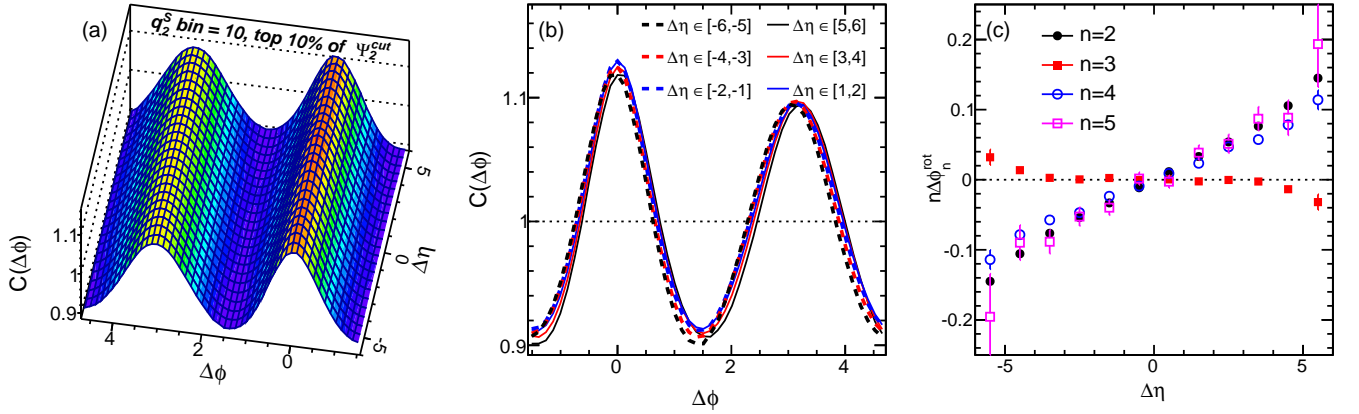 (a)
q₂ˢ bin = 10, top 10% of Ψ₂ᶜᵘᵗ
C(Δϕ)
1.1
1
0.9
4
2
0
Δϕ
5
0
-5
Δη
(b)
Δη ∈ [-6,-5]
Δη ∈ [5,6]
Δη ∈ [-4,-3]
Δη ∈ [3,4]
Δη ∈ [-2,-1]
Δη ∈ [1,2]
C(Δϕ)
1.1
1
0.9
0
2
4
Δϕ
(c)
n=2
n=3
n=4
n=5
nΔϕₙʳᵒᵗ
0.2
0.1
0
-0.1
-0.2
-5
0
5
Δη